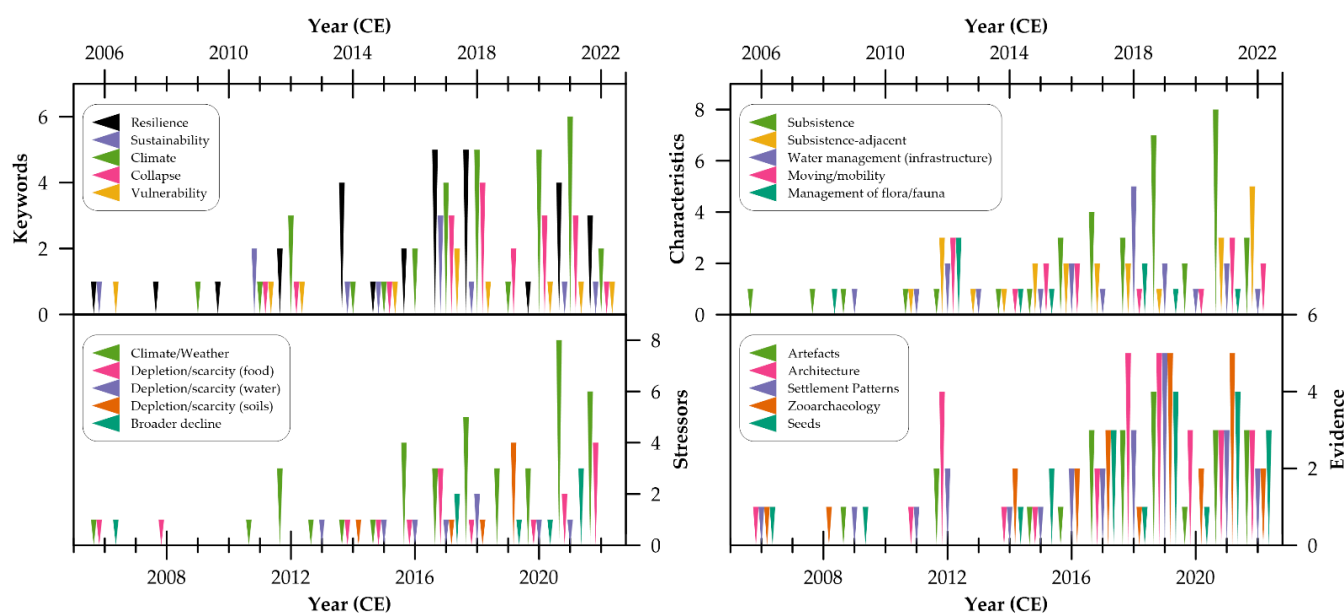 Year (CE)
Year (CE)
2006 2010 2014 2018 2022
2006 2010 2014 2018 2022
6
4
2
0
Keywords
Resilience
Sustainability
Climate
Collapse
Vulnerability
8
6
4
2
0
Characteristics
Subsistence
Subsistence-adjacent
Water management (infrastructure)
Moving/mobility
Management of flora/fauna
Climate/Weather
Depletion/scarcity (food)
Depletion/scarcity (water)
Depletion/scarcity (soils)
Broader decline
8
6
4
2
0
Stressors
Artefacts
Architecture
Settlement Patterns
Zooarchaeology
Seeds
6
4
2
0
Evidence
2008 2012 2016 2020
2008 2012 2016 2020
Year (CE)
Year (CE)